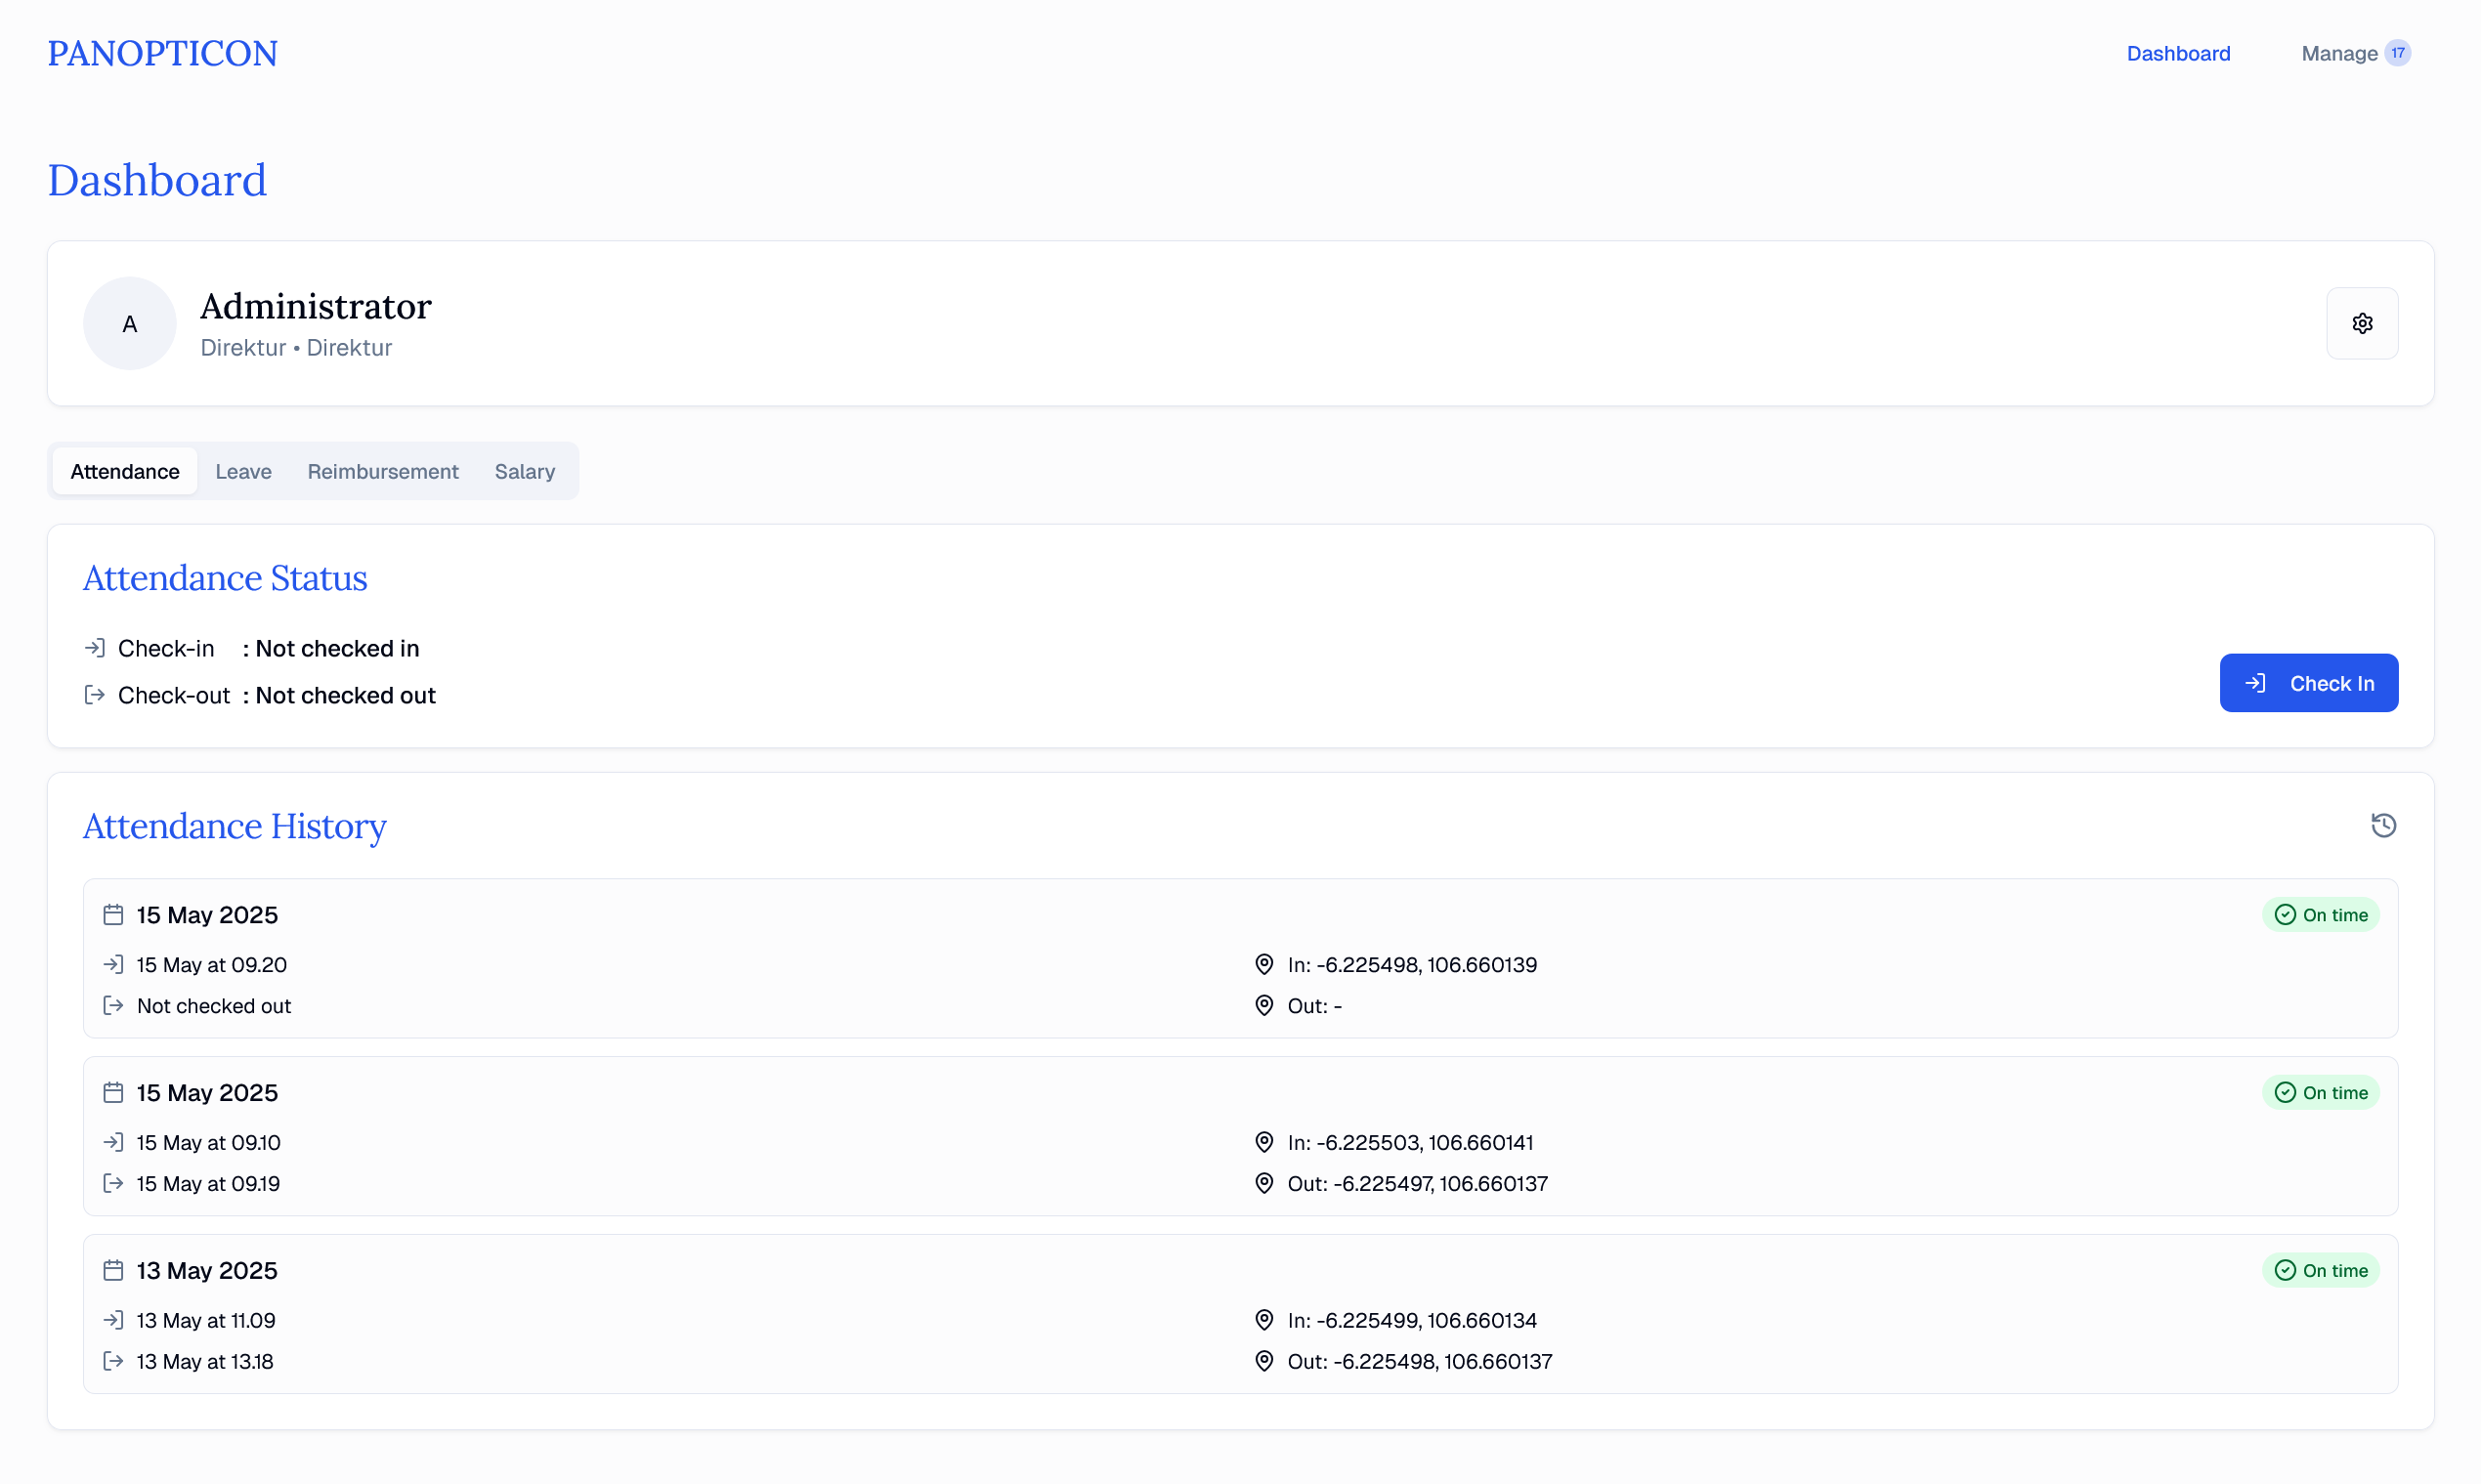 PANOPTICON
Dashboard
Manage 17
Dashboard
A
Administrator
Direktur • Direktur
Attendance
Leave
Reimbursement
Salary
Attendance Status
Check-in : Not checked in
Check-out : Not checked out
Check In
Attendance History
15 May 2025
On time
15 May at 09.20
In: -6.225498, 106.660139
Not checked out
Out: -
15 May 2025
On time
15 May at 09.10
In: -6.225503, 106.660141
15 May at 09.19
Out: -6.225497, 106.660137
13 May 2025
On time
13 May at 11.09
In: -6.225499, 106.660134
13 May at 13.18
Out: -6.225498, 106.660137